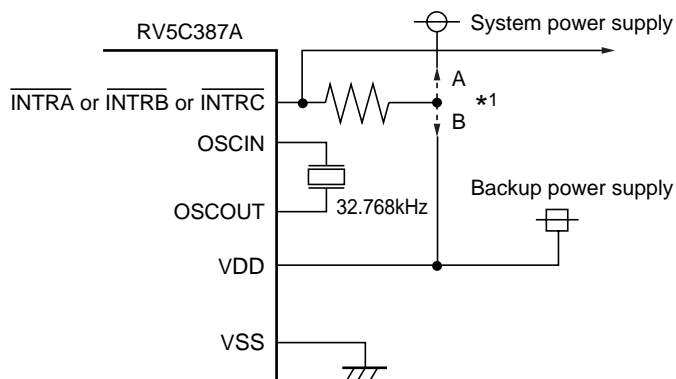 RV5C387A
System power supply
A
INTRA or INTRB or INTRC
*1
B
OSCIN
Backup power supply
OSCOUT
32.768kHz
VDD
VSS